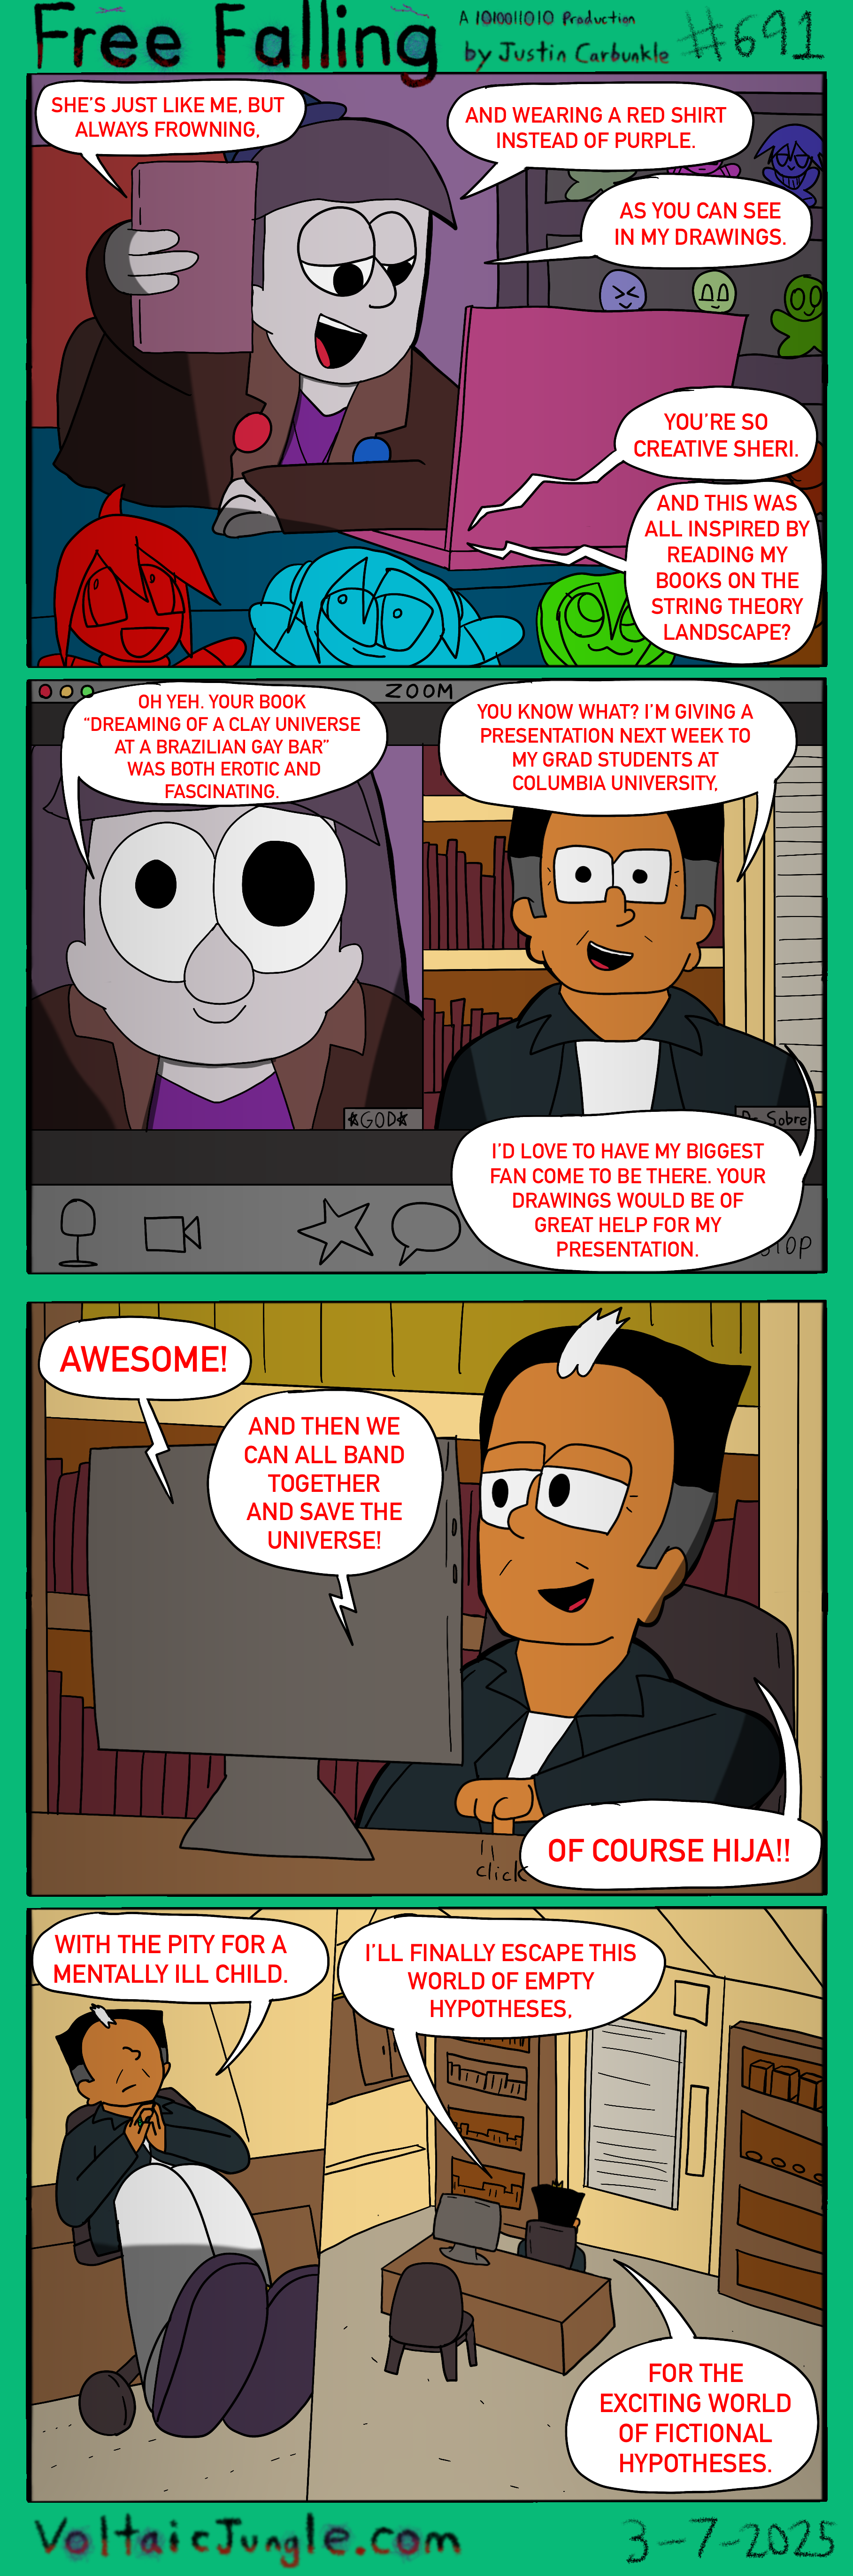 Free Falling
A 1010011010 Production
by Justin Carbunkle
#691
SHE'S JUST LIKE ME, BUT
ALWAYS FROWNING,
AND WEARING A RED SHIRT
INSTEAD OF PURPLE.
AS YOU CAN SEE
IN MY DRAWINGS.
YOU'RE SO
CREATIVE SHERI.
AND THIS WAS
ALL INSPIRED BY
READING MY
BOOKS ON THE
STRING THEORY
LANDSCAPE?
ZOOM
OH YEH. YOUR BOOK
"DREAMING OF A CLAY UNIVERSE
AT A BRAZILIAN GAY BAR"
WAS BOTH EROTIC AND
FASCINATING.
YOU KNOW WHAT? I'M GIVING A
PRESENTATION NEXT WEEK TO
MY GRAD STUDENTS AT
COLUMBIA UNIVERSITY,
★GOD★
Dr Sobre
I'D LOVE TO HAVE MY BIGGEST
FAN COME TO BE THERE. YOUR
DRAWINGS WOULD BE OF
GREAT HELP FOR MY
PRESENTATION.
STOP
AWESOME!
AND THEN WE
CAN ALL BAND
TOGETHER
AND SAVE THE
UNIVERSE!
click
OF COURSE HIJA!!
WITH THE PITY FOR A
MENTALLY ILL CHILD.
I'LL FINALLY ESCAPE THIS
WORLD OF EMPTY
HYPOTHESES,
FOR THE
EXCITING WORLD
OF FICTIONAL
HYPOTHESES.
VoltaicJungle.com
3-7-2025